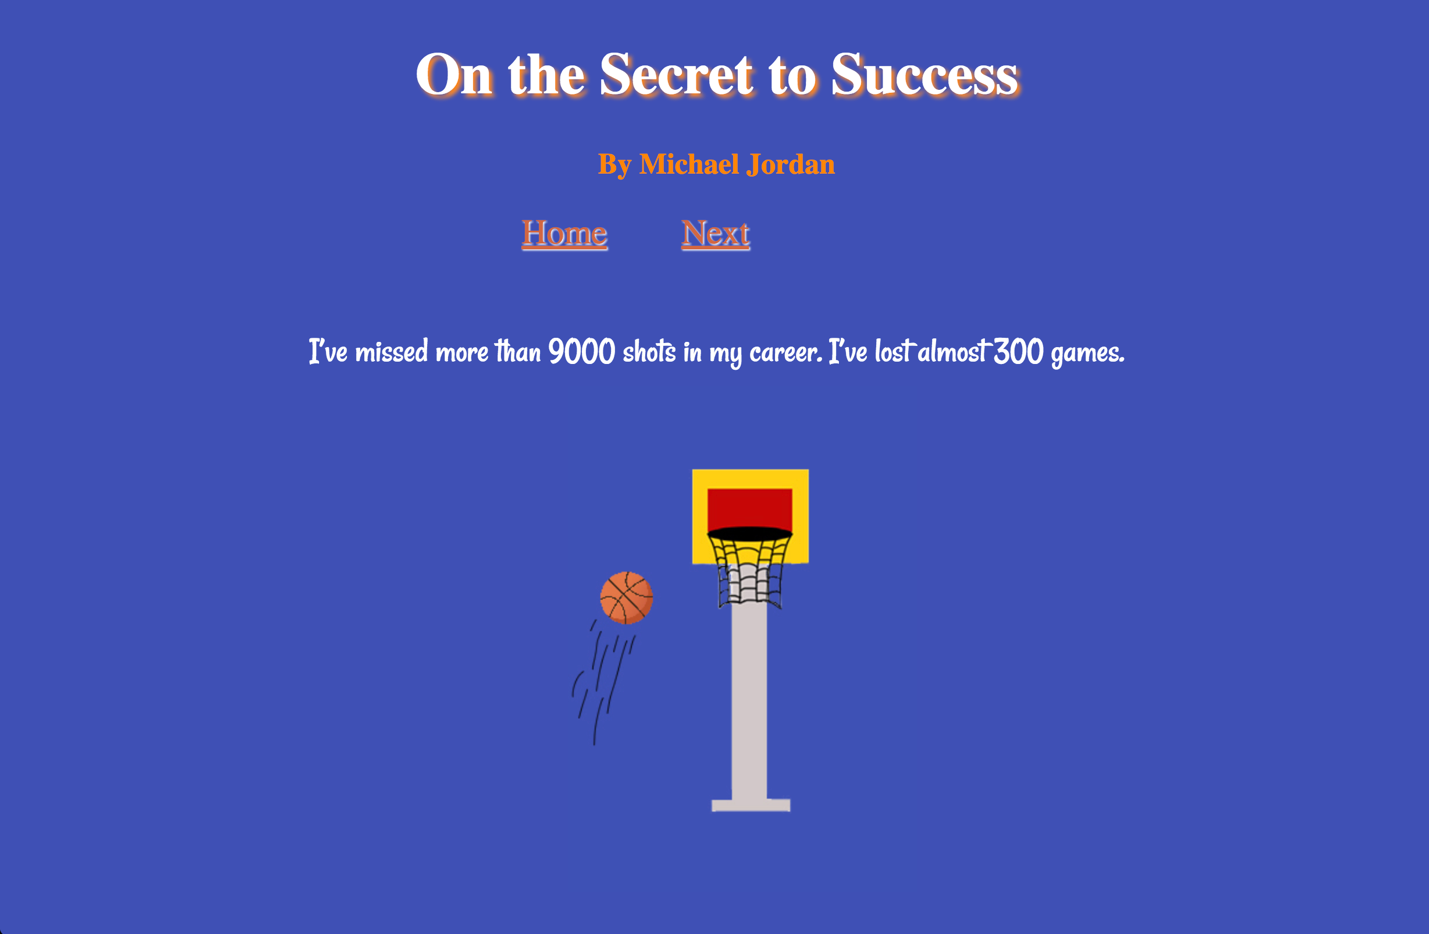 On the Secret to Success
By Michael Jordan
Home Next
I've missed more than 9000 shots in my career. I've lost almost 300 games.